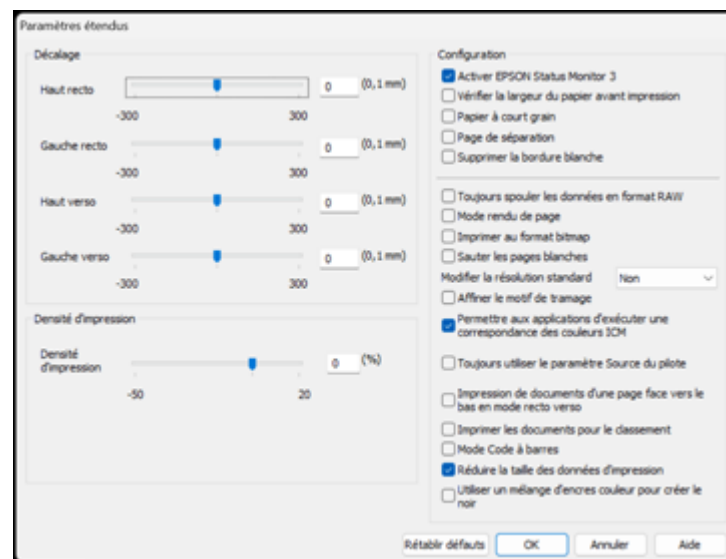 Paramètres étendus
Décalage
Haut recto
0 (0,1 mm)
-300 300
Gauche recto
0 (0,1 mm)
-300 300
Haut verso
0 (0,1 mm)
-300 300
Gauche verso
0 (0,1 mm)
-300 300
Densité d'impression
Densité
d'impression
0 (%)
-50 20
Configuration
Activer EPSON Status Monitor 3
Vérifier la largeur du papier avant impression
Papier à court grain
Page de séparation
Supprimer la bordure blanche
Toujours spouler les données en format RAW
Mode rendu de page
Imprimer au format bitmap
Sauter les pages blanches
Modifier la résolution standard Non
Affiner le motif de tramage
Permettre aux applications d'exécuter une
correspondance des couleurs ICM
Toujours utiliser le paramètre Source du pilote
Impression de documents d'une page face vers le
bas en mode recto verso
Imprimer les documents pour le classement
Mode Code à barres
Réduire la taille des données d'impression
Utiliser un mélange d'encres couleur pour créer le
noir
Rétablir défauts OK Annuler Aide